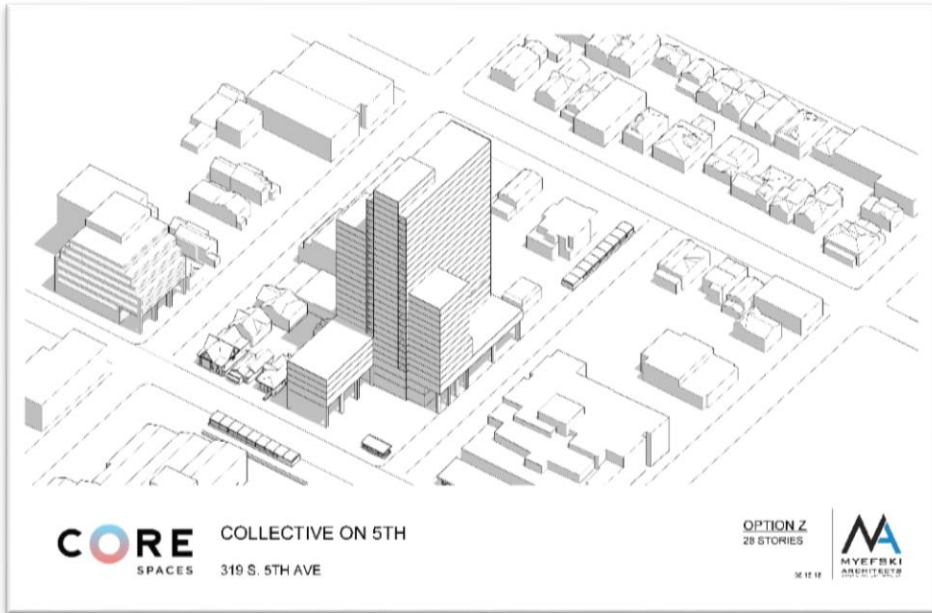 CORE
SPACES
COLLECTIVE ON 5TH
319 S. 5TH AVE
OPTION Z
28 STORIES
MYEFSKI
ARCHITECTS